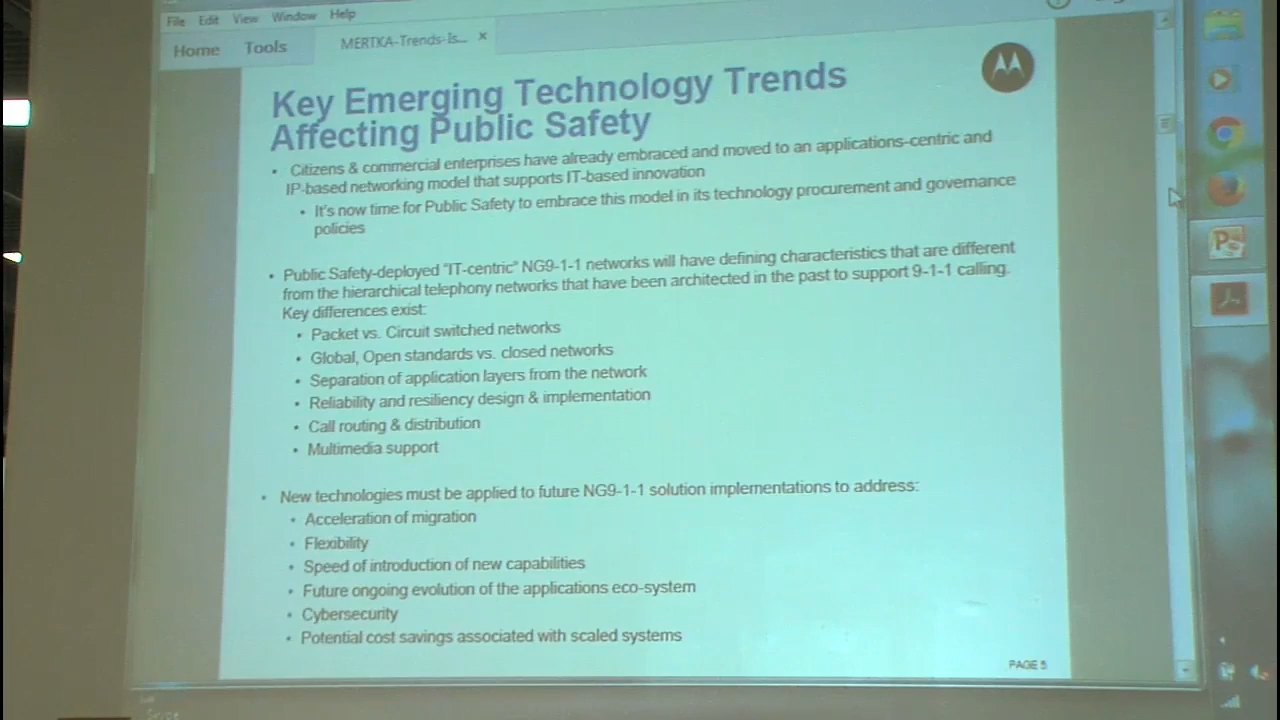 File Edit View Window Help
Home Tools MERTKA-Trends-Is... ×
Key Emerging Technology Trends
Affecting Public Safety
• Citizens & commercial enterprises have already embraced and moved to an applications-centric and
IP-based networking model that supports IT-based innovation
• It's now time for Public Safety to embrace this model in its technology procurement and governance
policies
• Public Safety-deployed "IT-centric" NG9-1-1 networks will have defining characteristics that are different
from the hierarchical telephony networks that have been architected in the past to support 9-1-1 calling.
Key differences exist:
• Packet vs. Circuit switched networks
• Global, Open standards vs. closed networks
• Separation of application layers from the network
• Reliability and resiliency design & implementation
• Call routing & distribution
• Multimedia support
• New technologies must be applied to future NG9-1-1 solution implementations to address:
• Acceleration of migration
• Flexibility
• Speed of introduction of new capabilities
• Future ongoing evolution of the applications eco-system
• Cybersecurity
• Potential cost savings associated with scaled systems
PAGE 5